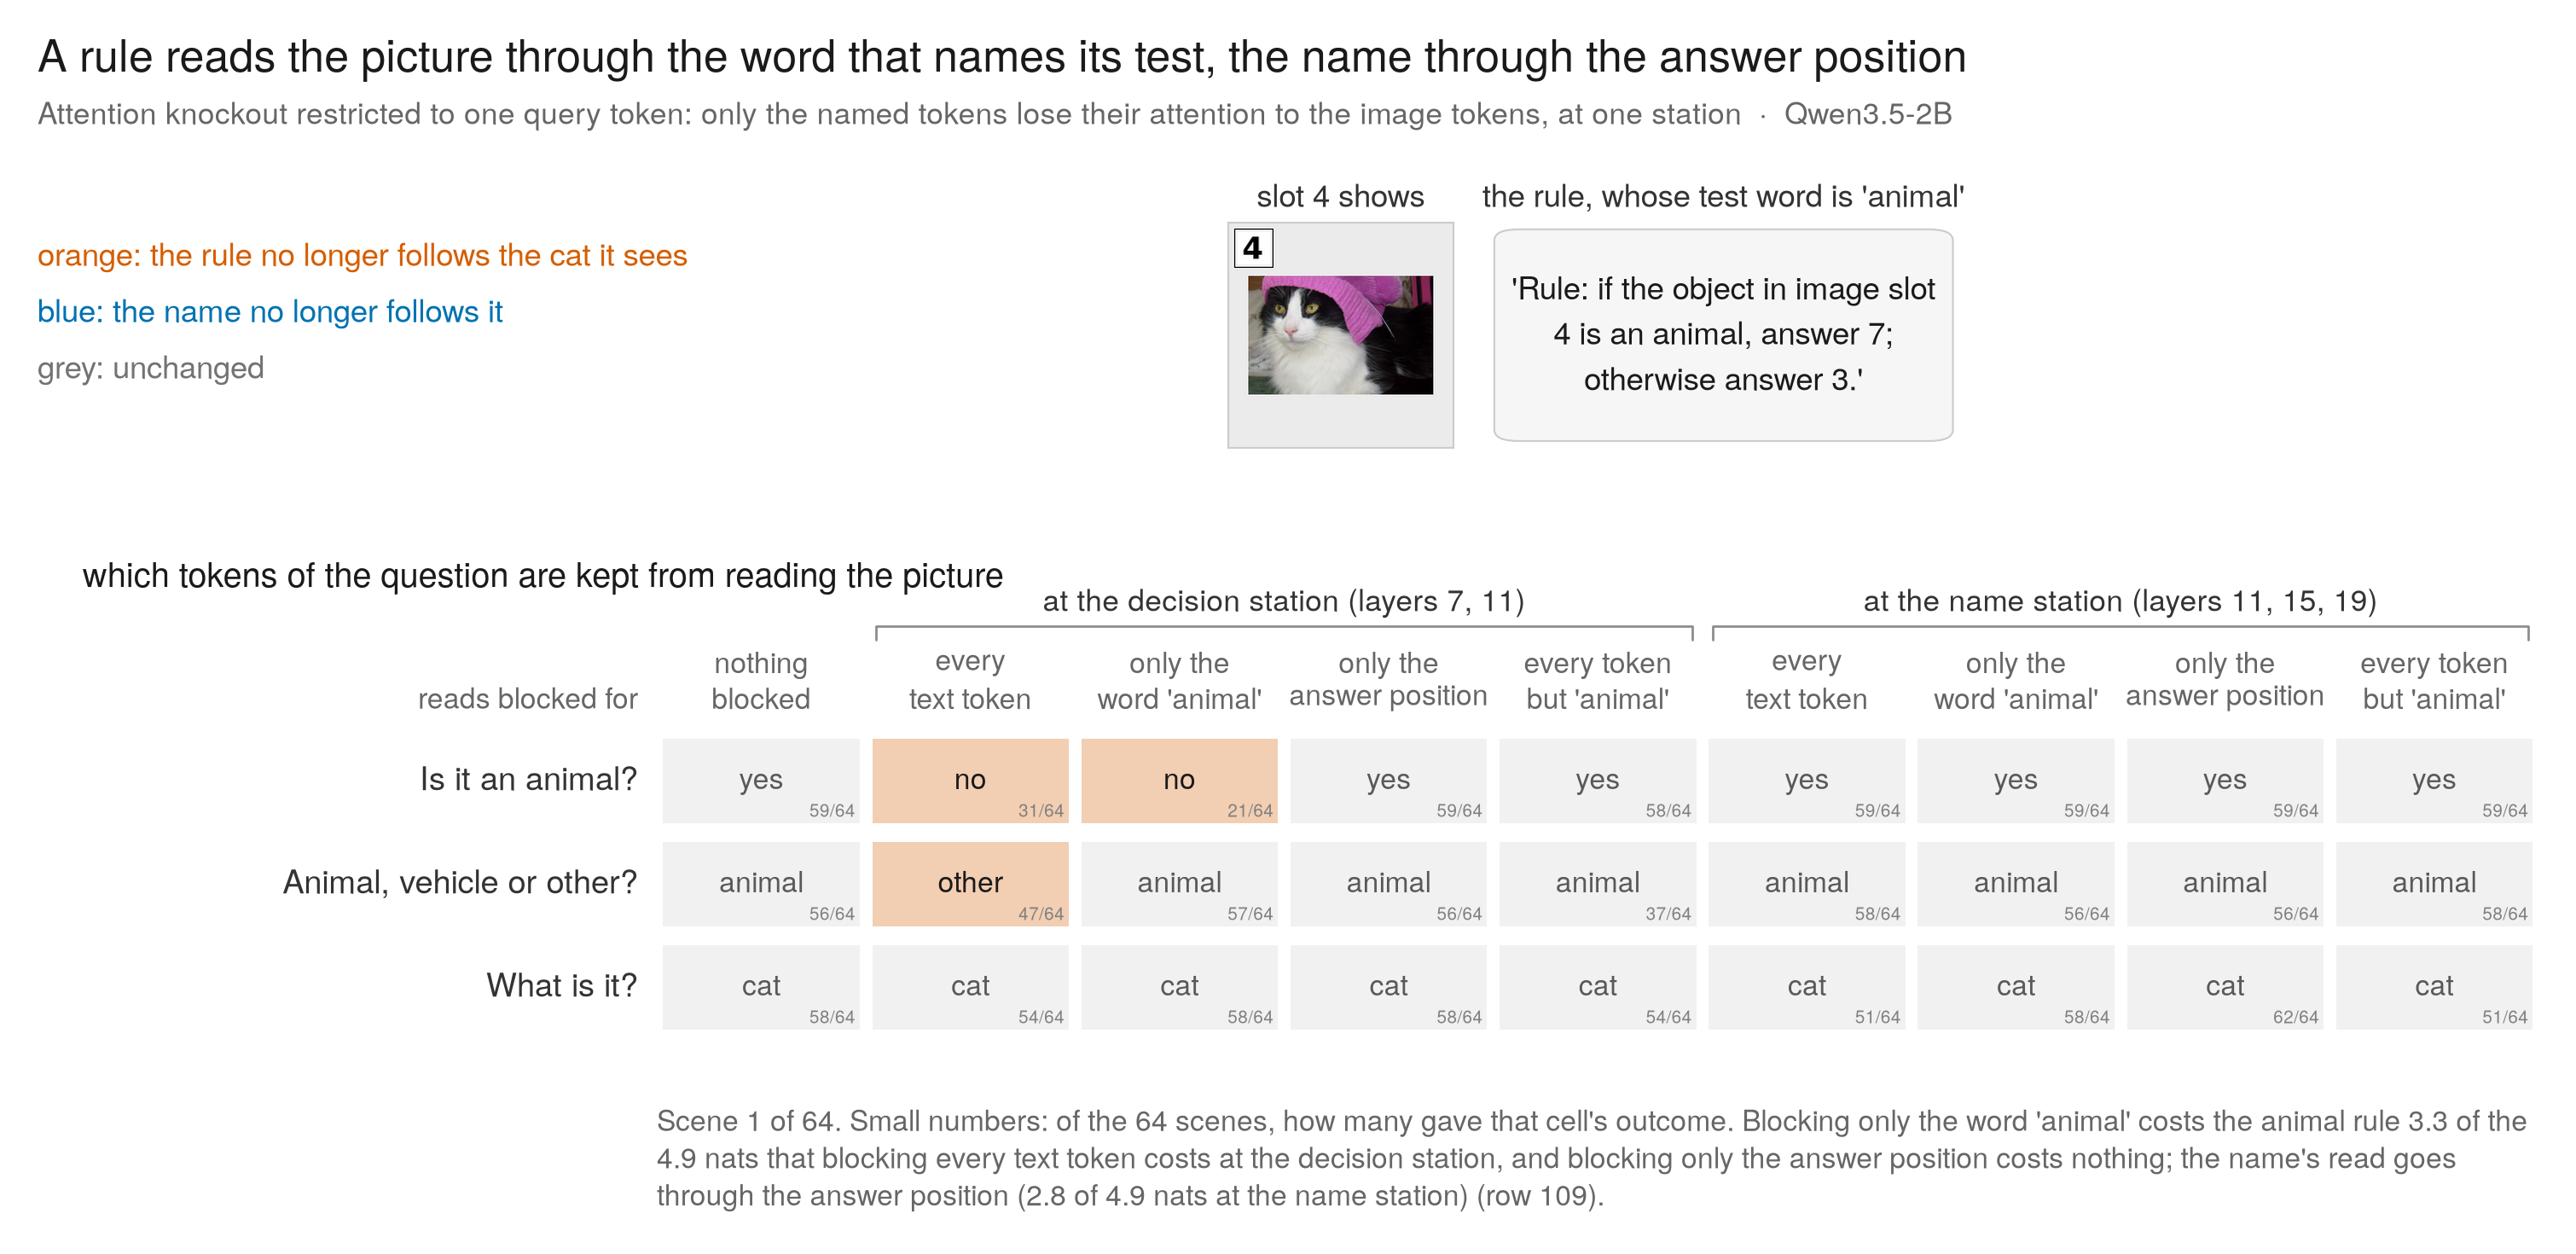 A rule reads the picture through the word that names its test, the name through the answer position
Attention knockout restricted to one query token: only the named tokens lose their attention to the image tokens, at one station · Qwen3.5-2B
slot 4 shows
the rule, whose test word is 'animal'
orange: the rule no longer follows the cat it sees
blue: the name no longer follows it
grey: unchanged
4
'Rule: if the object in image slot
4 is an animal, answer 7;
otherwise answer 3.'
which tokens of the question are kept from reading the picture
at the decision station (layers 7, 11)
at the name station (layers 11, 15, 19)
reads blocked for
nothing
blocked
every
text token
only the
word 'animal'
only the
answer position
every token
but 'animal'
every
text token
only the
word 'animal'
only the
answer position
every token
but 'animal'
Is it an animal?
yes 59/64
no 31/64
no 21/64
yes 59/64
yes 58/64
yes 59/64
yes 59/64
yes 59/64
yes 59/64
Animal, vehicle or other?
animal 56/64
other 47/64
animal 57/64
animal 56/64
animal 37/64
animal 58/64
animal 56/64
animal 56/64
animal 58/64
What is it?
cat 58/64
cat 54/64
cat 58/64
cat 58/64
cat 54/64
cat 51/64
cat 58/64
cat 62/64
cat 51/64
Scene 1 of 64. Small numbers: of the 64 scenes, how many gave that cell's outcome. Blocking only the word 'animal' costs the animal rule 3.3 of the
4.9 nats that blocking every text token costs at the decision station, and blocking only the answer position costs nothing; the name's read goes
through the answer position (2.8 of 4.9 nats at the name station) (row 109).